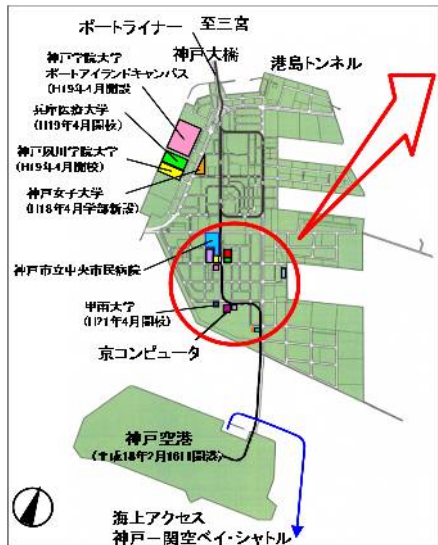 ポートライナー
至三宮
神戸大橋
港島トンネル
神戸学院大学
ポートアイランドキャンパス
(H19年4月開設
兵庫医療大学
(H19年4月開校)
神戸夙川学院大学
(H19年4月開校)
神戸女子大学
(H18年4月学部新設)
神戸市立中央市民病院
甲南大学
(H21年4月開校)
京コンピュータ
神戸空港
(平成18年2月16日開港)
海上アクセス
神戸－関空ベイ・シャトル